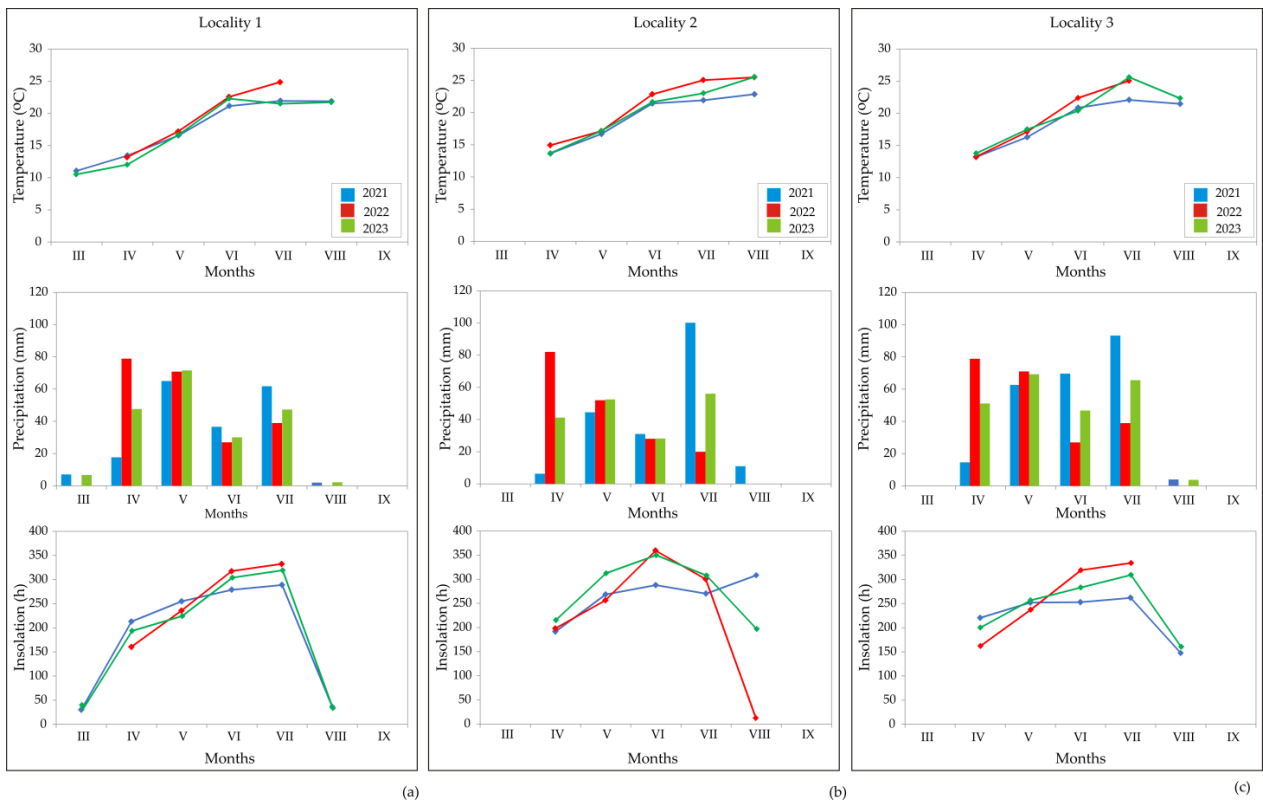 Locality 1
Temperature (ºC)
30
25
20
15
10
5
0
III IV V VI VII VIII IX
Months
2021
2022
2023
Precipitation (mm)
120
100
80
60
40
20
0
III IV V VI VII VIII IX
Months
Insolation (h)
400
350
300
250
200
150
100
50
0
III IV V VI VII VIII IX
Months
(a)
Locality 2
Temperature (ºC)
30
25
20
15
10
5
0
III IV V VI VII VIII IX
Months
2021
2022
2023
Precipitation (mm)
120
100
80
60
40
20
0
III IV V VI VII VIII IX
Months
Insolation (h)
400
350
300
250
200
150
100
50
0
III IV V VI VII VIII IX
Months
(b)
Locality 3
Temperature (ºC)
30
25
20
15
10
5
0
III IV V VI VII VIII IX
Months
2021
2022
2023
Precipitation (mm)
120
100
80
60
40
20
0
III IV V VI VII VIII IX
Months
Insolation (h)
400
350
300
250
200
150
100
50
0
III IV V VI VII VIII IX
Months
(c)